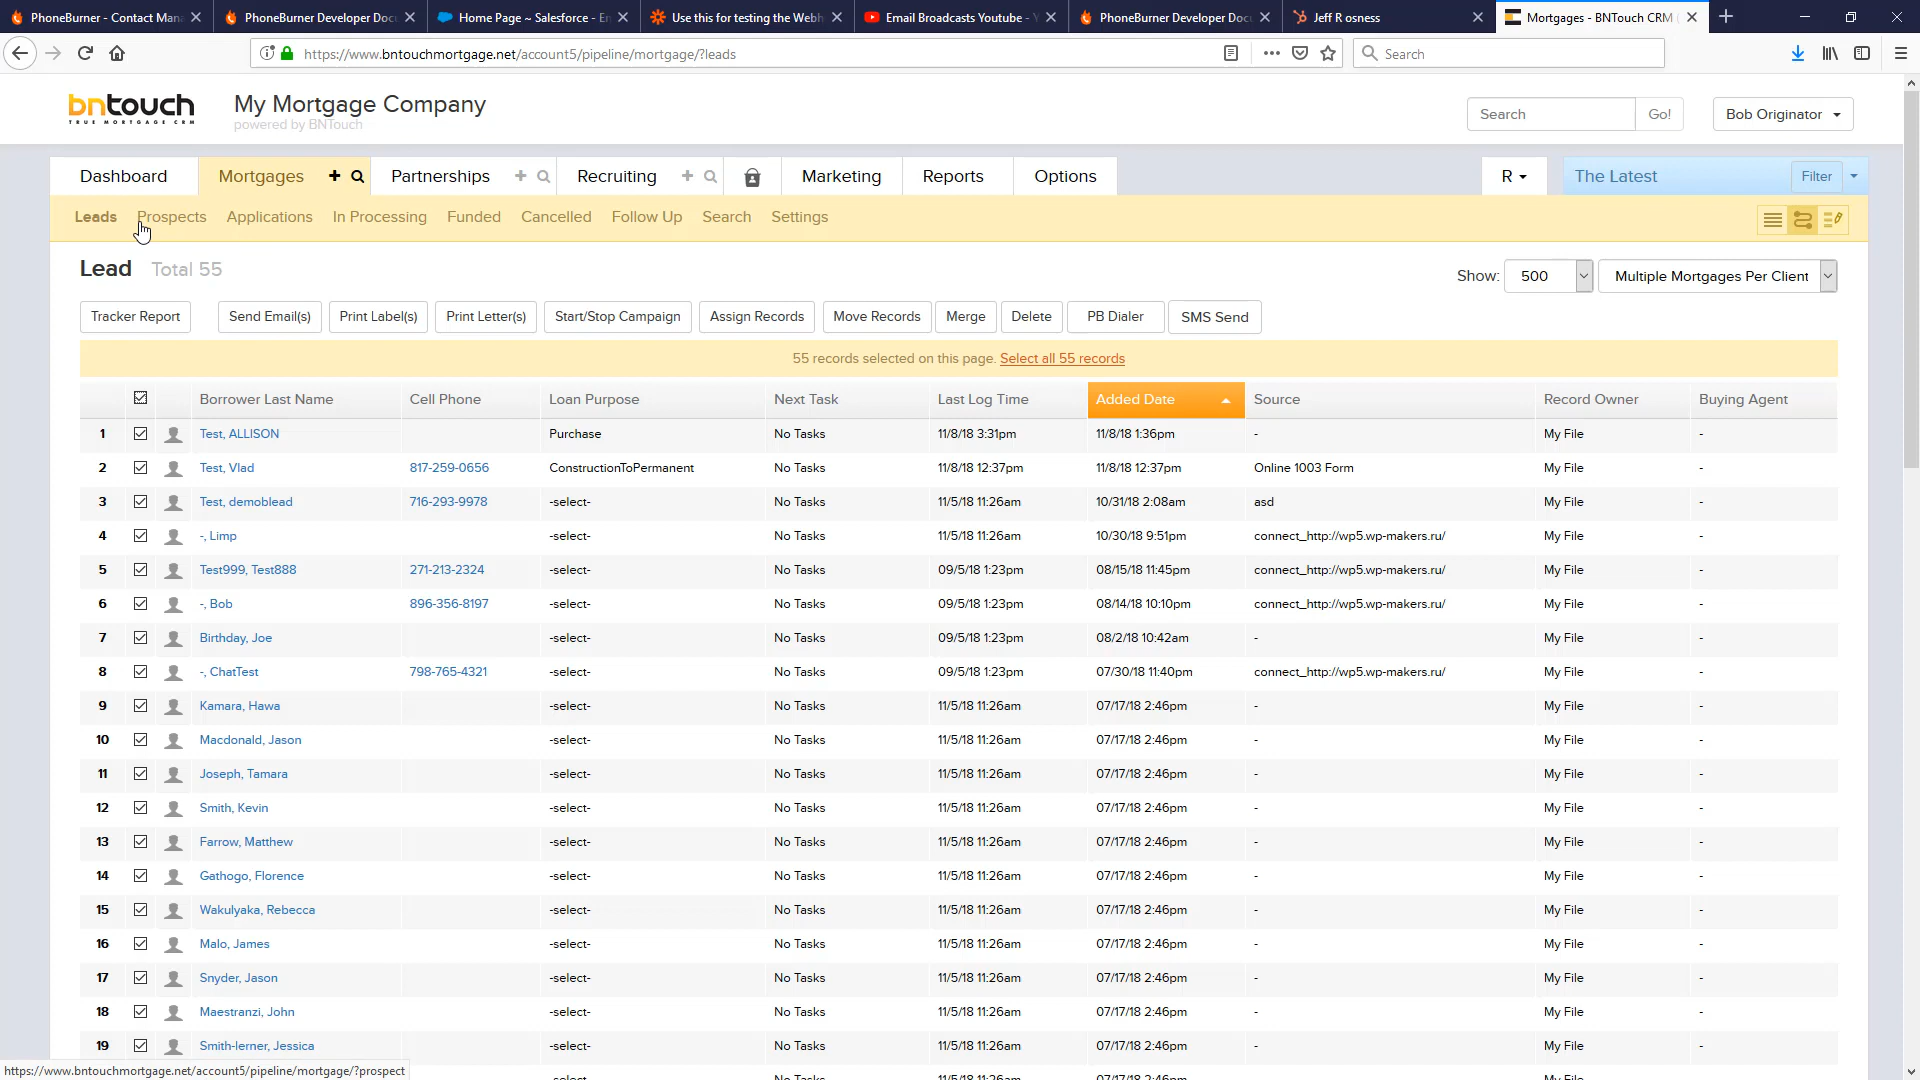 PhoneBurner - Contact Mana
PhoneBurner Developer Docu
Home Page ~ Salesforce - En
Use this for testing the Webh
Email Broadcasts Youtube - Y
PhoneBurner Developer Docu
Jeff R osness
Mortgages - BNTouch CRM
https://www.bntouchmortgage.net/account5/pipeline/mortgage/?leads
Search
bntouch
TRUE MORTGAGE CRM
My Mortgage Company
powered by BNTouch
Search
Go!
Bob Originator
Dashboard
Mortgages
Partnerships
Recruiting
Marketing
Reports
Options
R
The Latest
Filter
Leads Prospects Applications In Processing Funded Cancelled Follow Up Search Settings
Lead Total 55
Show: 500
Multiple Mortgages Per Client
Tracker Report Send Email(s) Print Label(s) Print Letter(s) Start/Stop Campaign Assign Records Move Records Merge Delete PB Dialer SMS Send
55 records selected on this page. Select all 55 records
Borrower Last Name Cell Phone Loan Purpose Next Task Last Log Time Added Date Source Record Owner Buying Agent
1 Test, ALLISON Purchase No Tasks 11/8/18 3:31pm 11/8/18 1:36pm - My File -
2 Test, Vlad 817-259-0656 ConstructionToPermanent No Tasks 11/8/18 12:37pm 11/8/18 12:37pm Online 1003 Form My File -
3 Test, demoblead 716-293-9978 -select- No Tasks 11/5/18 11:26am 10/31/18 2:08am asd My File -
4 -, Limp -select- No Tasks 11/5/18 11:26am 10/30/18 9:51pm connect_http://wp5.wp-makers.ru/ My File -
5 Test999, Test888 271-213-2324 -select- No Tasks 09/5/18 1:23pm 08/15/18 11:45pm connect_http://wp5.wp-makers.ru/ My File -
6 -, Bob 896-356-8197 -select- No Tasks 09/5/18 1:23pm 08/14/18 10:10pm connect_http://wp5.wp-makers.ru/ My File -
7 Birthday, Joe -select- No Tasks 09/5/18 1:23pm 08/2/18 10:42am - My File -
8 -, ChatTest 798-765-4321 -select- No Tasks 09/5/18 1:23pm 07/30/18 11:40pm connect_http://wp5.wp-makers.ru/ My File -
9 Kamara, Hawa -select- No Tasks 11/5/18 11:26am 07/17/18 2:46pm - My File -
10 Macdonald, Jason -select- No Tasks 11/5/18 11:26am 07/17/18 2:46pm - My File -
11 Joseph, Tamara -select- No Tasks 11/5/18 11:26am 07/17/18 2:46pm - My File -
12 Smith, Kevin -select- No Tasks 11/5/18 11:26am 07/17/18 2:46pm - My File -
13 Farrow, Matthew -select- No Tasks 11/5/18 11:26am 07/17/18 2:46pm - My File -
14 Gathogo, Florence -select- No Tasks 11/5/18 11:26am 07/17/18 2:46pm - My File -
15 Wakulyaka, Rebecca -select- No Tasks 11/5/18 11:26am 07/17/18 2:46pm - My File -
16 Malo, James -select- No Tasks 11/5/18 11:26am 07/17/18 2:46pm - My File -
17 Snyder, Jason -select- No Tasks 11/5/18 11:26am 07/17/18 2:46pm - My File -
18 Maestranzi, John -select- No Tasks 11/5/18 11:26am 07/17/18 2:46pm - My File -
19 Smith-lerner, Jessica -select- No Tasks 11/5/18 11:26am 07/17/18 2:46pm - My File -
https://www.bntouchmortgage.net/account5/pipeline/mortgage/?prospect